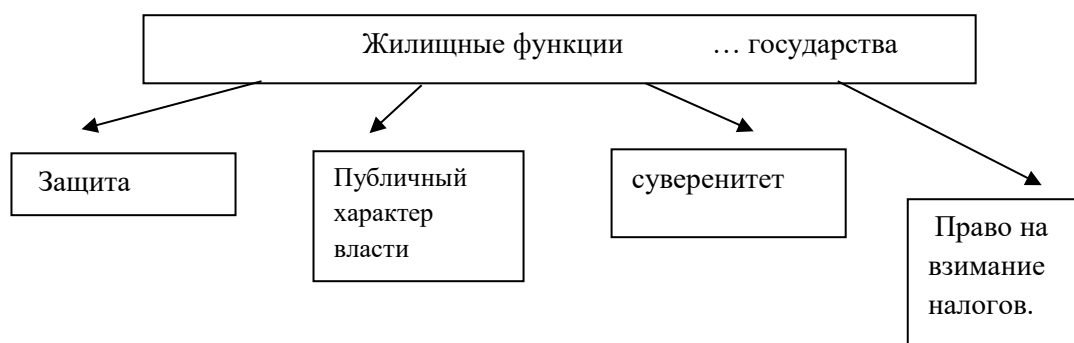 Жилищные функции … государства
Защита
Публичный
характер
власти
суверенитет
Право на
взимание
налогов.